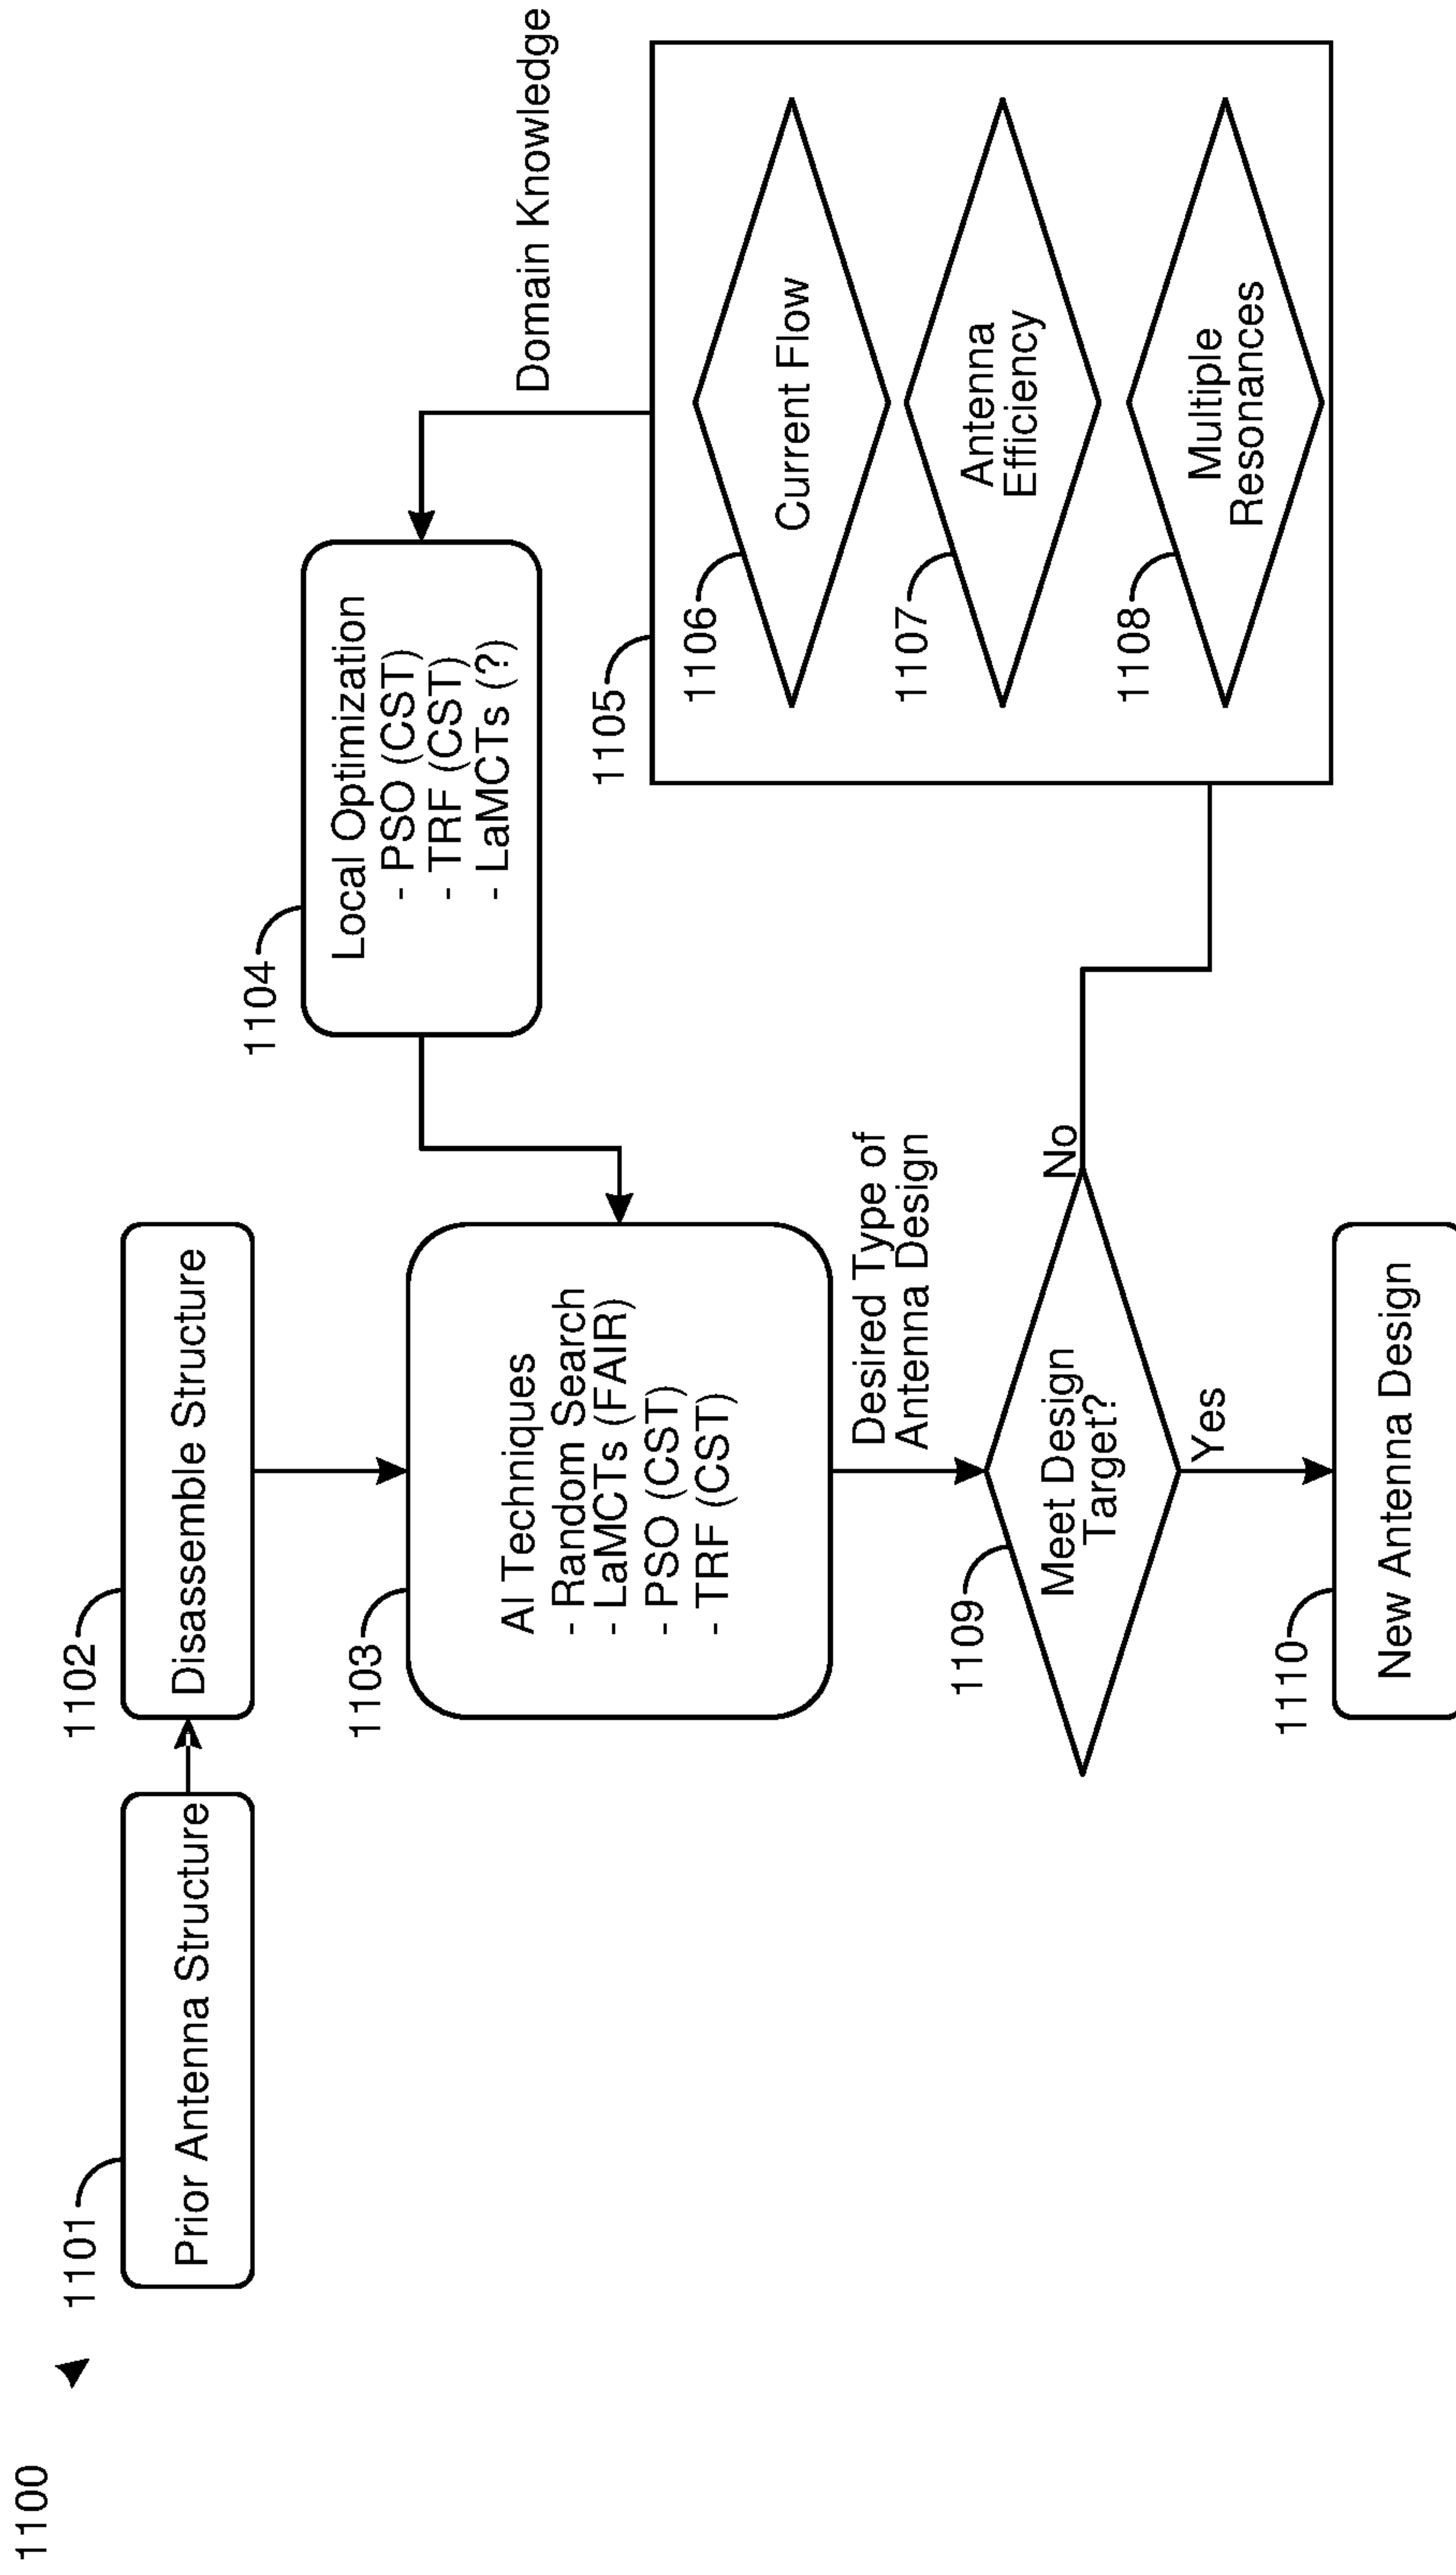 1100
1101
Prior Antenna Structure
1102
Disassemble Structure
1103
AI Techniques
- Random Search
- LaMCTs (FAIR)
- PSO (CST)
- TRF (CST)
1104
Local Optimization
- PSO (CST)
- TRF (CST)
- LaMCTs (?)
Domain Knowledge
1105
1106
Current Flow
1107
Antenna
Efficiency
1108
Multiple
Resonances
Desired Type of
Antenna Design
1109
Meet Design
Target?
No
Yes
1110
New Antenna Design